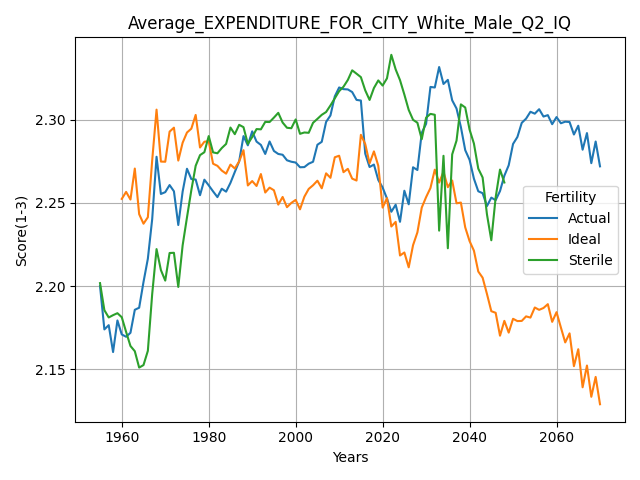 Average_EXPENDITURE_FOR_CITY_White_Male_Q2_IQ
Score(1-3)
2.30
2.25
2.20
2.15
Fertility
Actual
Ideal
Sterile
1960
1980
2000
2020
2040
2060
Years